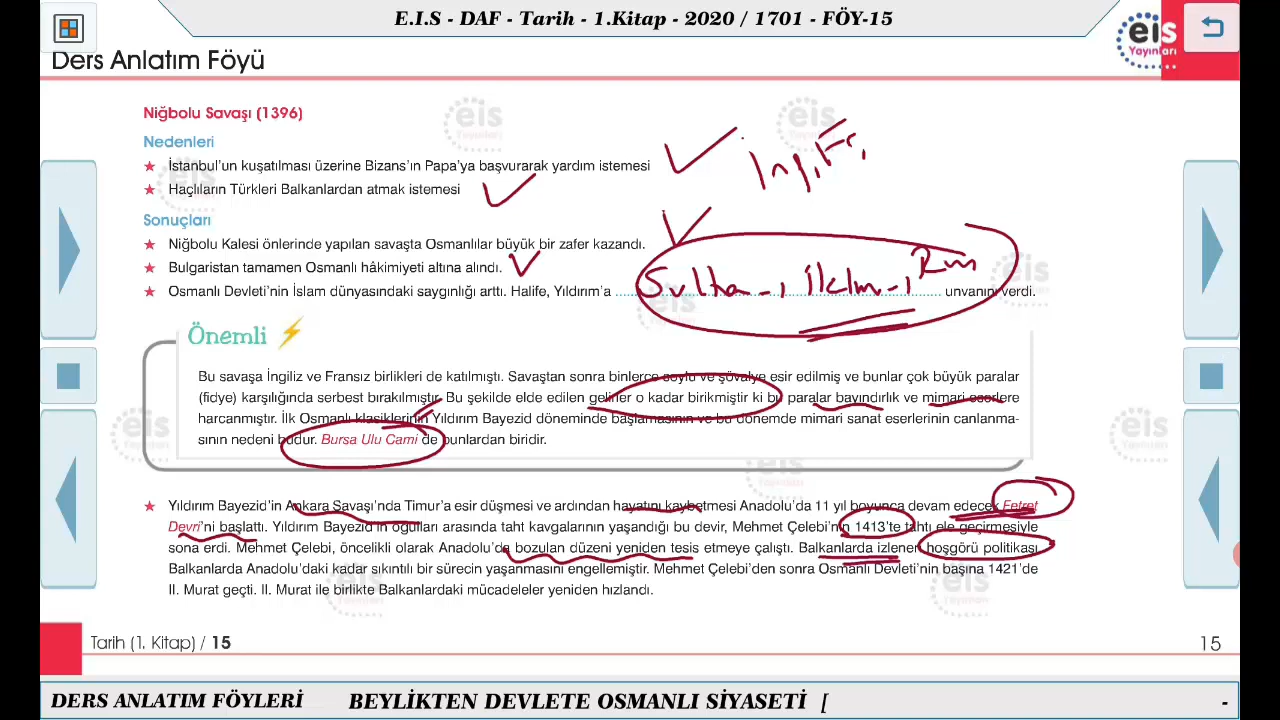 E.I.S - DAF - Tarih - 1.Kitap - 2020 / 1701 - FÖY-15
eis
Yayınları
Ders Anlatım Föyü
Niğbolu Savaşı (1396)
Nedenleri
★ İstanbul'un kuşatılması üzerine Bizans'ın Papa'ya başvurarak yardım istemesi
İng, Fr,
★ Haçlıların Türkleri Balkanlardan atmak istemesi
Sonuçları
★ Niğbolu Kalesi önlerinde yapılan savaşta Osmanlılar büyük bir zafer kazandı.
★ Bulgaristan tamamen Osmanlı hâkimiyeti altına alındı.
★ Osmanlı Devleti'nin İslam dünyasındaki saygınlığı arttı. Halife, Yıldırım'a ........ unvanını verdi.
Önemli
Bu savaşa İngiliz ve Fransız birlikleri de katılmıştı. Savaştan sonra binlerce soylu ve şövalye esir edilmiş ve bunlar çok büyük paralar
(fidye) karşılığında serbest bırakılmıştır. Bu şekilde elde edilen gelirler o kadar birikmiştir ki bu paralar bayındırlık ve mimari eserlere
harcanmıştır. İlk Osmanlı klasiklerinin Yıldırım Bayezid döneminde başlamasının ve bu dönemde mimari sanat eserlerinin canlanma-
sının nedeni budur. Bursa Ulu Cami de bunlardan biridir.
★ Yıldırım Bayezid'in Ankara Savaşı'nda Timur'a esir düşmesi ve ardından hayatını kaybetmesi Anadolu'da 11 yıl boyunca devam edecek Fetret
Devri'ni başlattı. Yıldırım Bayezid'in oğulları arasında taht kavgalarının yaşandığı bu devir, Mehmet Çelebi'nin 1413'te tahtı ele geçirmesiyle
sona erdi. Mehmet Çelebi, öncelikli olarak Anadolu'da bozulan düzeni yeniden tesis etmeye çalıştı. Balkanlarda izlenen hoşgörü politikası
Balkanlarda Anadolu'daki kadar sıkıntılı bir sürecin yaşanmasını engellemiştir. Mehmet Çelebi'den sonra Osmanlı Devleti'nin başına 1421'de
II. Murat geçti. II. Murat ile birlikte Balkanlardaki mücadeleler yeniden hızlandı.
Tarih (1. Kitap) / 15
15
DERS ANLATIM FÖYLERİ BEYLİKTEN DEVLETE OSMANLI SİYASETİ [ -